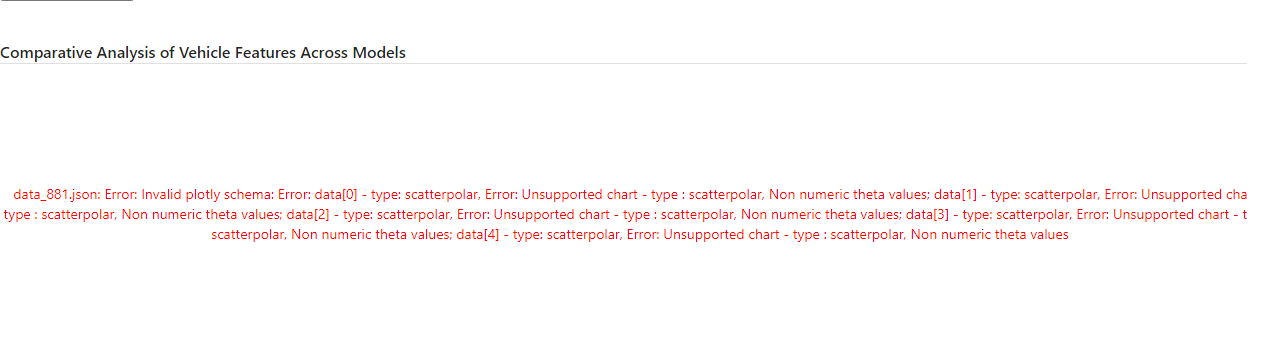 Comparative Analysis of Vehicle Features Across Models
data_881.json: Error: Invalid plotly schema: Error: data[0] - type: scatterpolar, Error: Unsupported chart - type : scatterpolar, Non numeric theta values; data[1] - type: scatterpolar, Error: Unsupported cha
type : scatterpolar, Non numeric theta values; data[2] - type: scatterpolar, Error: Unsupported chart - type : scatterpolar, Non numeric theta values; data[3] - type: scatterpolar, Error: Unsupported chart - t
scatterpolar, Non numeric theta values; data[4] - type: scatterpolar, Error: Unsupported chart - type : scatterpolar, Non numeric theta values